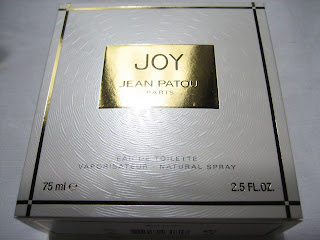 JOY
JEAN PATOU
PARIS
EAU DE TOILETTE
VAPORISATEUR - NATURAL SPRAY
75 ml e 2.5 FL.OZ.